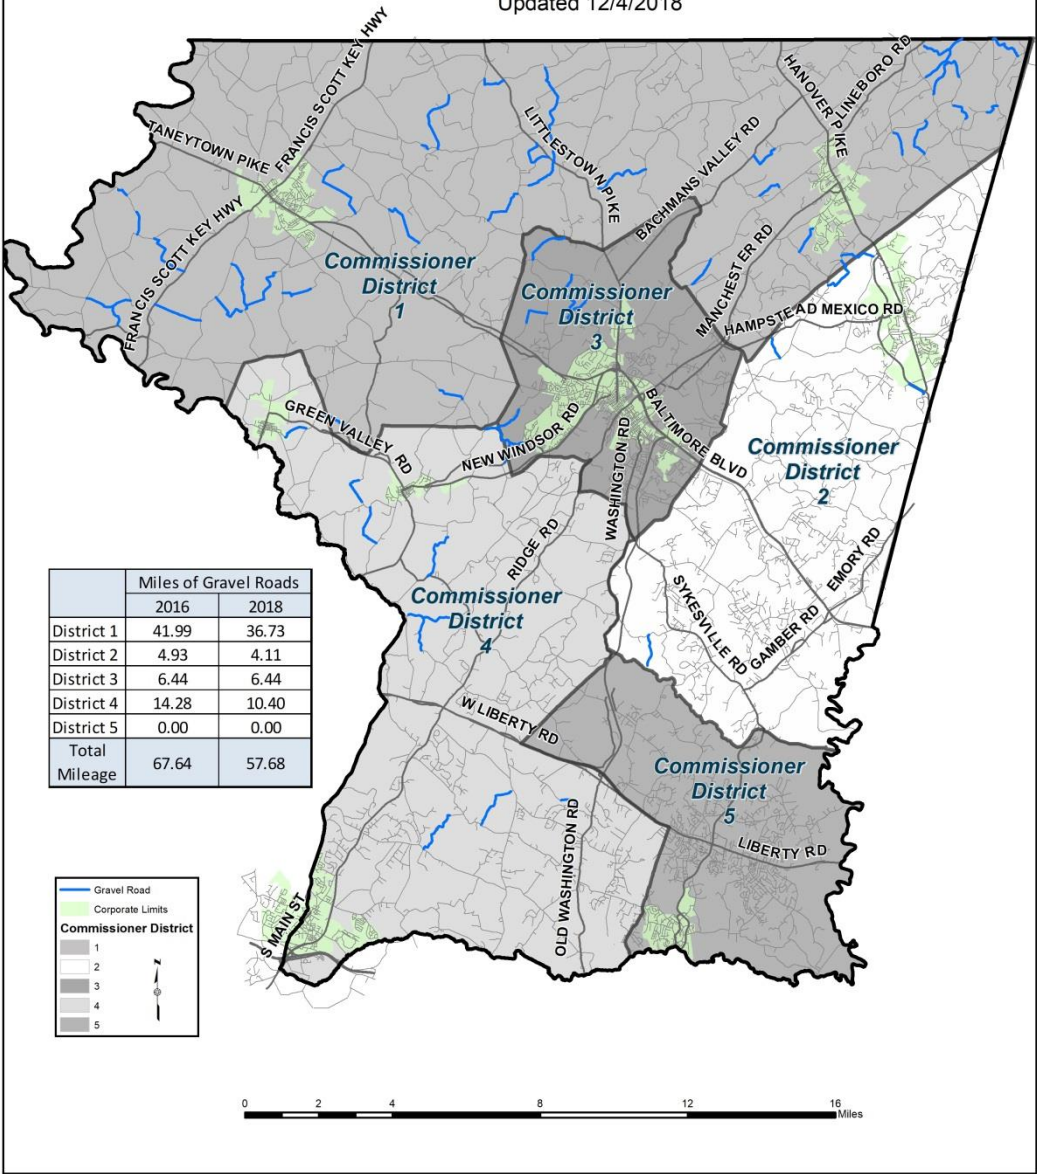 Updated 12/4/2018
FRANCIS SCOTT KEY HWY
TANEYTOWN PIKE
LITTLESTOWN PIKE
BACHMANS VALLEY RD
HANOVER PIKE
LINEBORO RD
FRANCIS SCOTT KEY HWY
MANCHESTER RD
HAMPSTEAD MEXICO RD
Commissioner
District
1
Commissioner
District
3
GREEN VALLEY RD
NEW WINDSOR RD
WASHINGTON RD
BALTIMORE BLVD
Commissioner
District
2
RIDGE RD
EMORY RD
SYKESVILLE RD
GAMBER RD
Commissioner
District
4
Miles of Gravel Roads
2016 2018
District 1 41.99 36.73
District 2 4.93 4.11
District 3 6.44 6.44
District 4 14.28 10.40
District 5 0.00 0.00
Total
Mileage 67.64 57.68
W LIBERTY RD
Commissioner
District
5
LIBERTY RD
OLD WASHINGTON RD
S MAIN ST
Gravel Road
Corporate Limits
Commissioner District
1
2
3
4
5
N
0 2 4 8 12 16
Miles